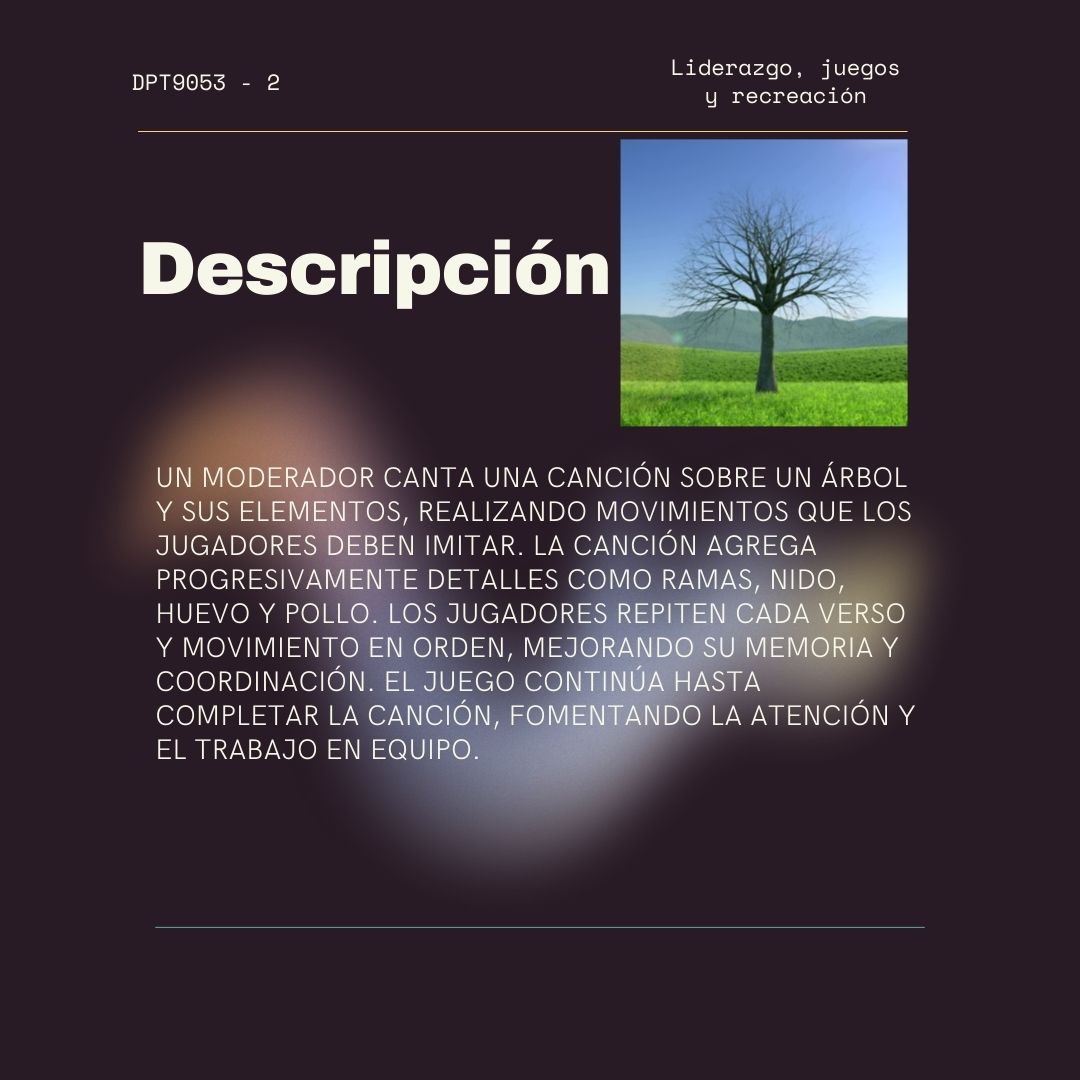 DPT9053 - 2
Liderazgo, juegos
y recreación
Descripción
UN MODERADOR CANTA UNA CANCIÓN SOBRE UN ÁRBOL
Y SUS ELEMENTOS, REALIZANDO MOVIMIENTOS QUE LOS
JUGADORES DEBEN IMITAR. LA CANCIÓN AGREGA
PROGRESIVAMENTE DETALLES COMO RAMAS, NIDO,
HUEVO Y POLLO. LOS JUGADORES REPITEN CADA VERSO
Y MOVIMIENTO EN ORDEN, MEJORANDO SU MEMORIA Y
COORDINACIÓN. EL JUEGO CONTINÚA HASTA
COMPLETAR LA CANCIÓN, FOMENTANDO LA ATENCIÓN Y
EL TRABAJO EN EQUIPO.